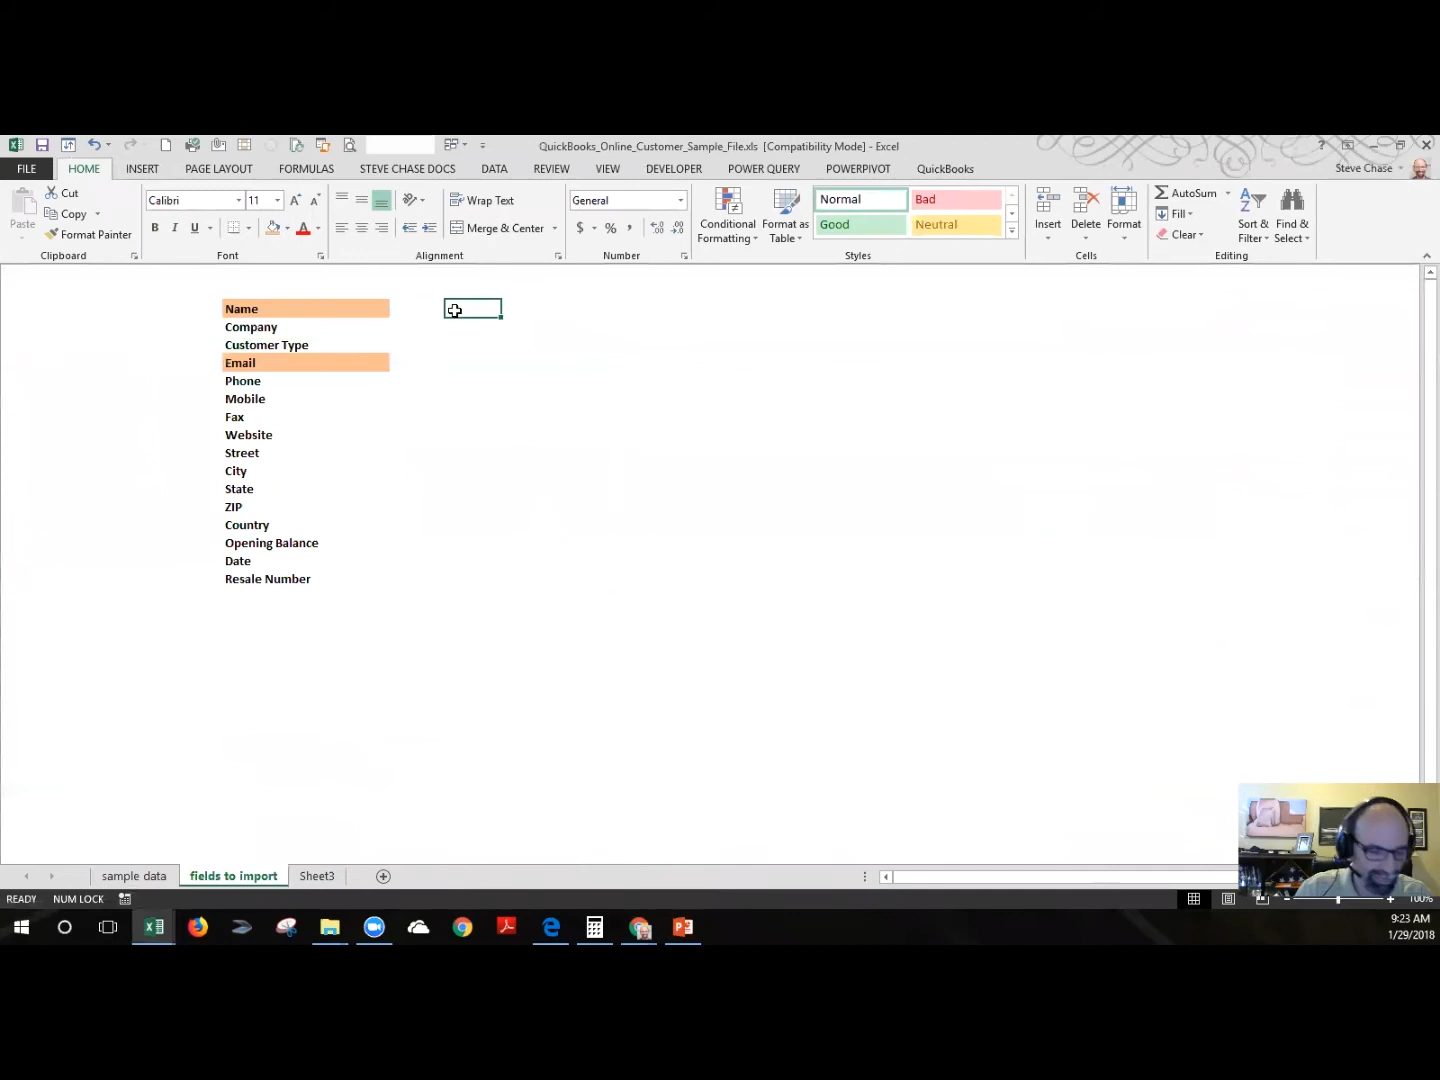 QuickBooks_Online_Customer_Sample_File.xls [Compatibility Mode] - Excel
FILE HOME INSERT PAGE LAYOUT FORMULAS STEVE CHASE DOCS DATA REVIEW VIEW DEVELOPER POWER QUERY POWERPIVOT QuickBooks Steve Chase
Paste
Cut
Copy
Format Painter
Clipboard
Calibri 11
B I U
Font
Wrap Text
Merge & Center
Alignment
General
$ % ,
Number
Conditional Formatting
Format as Table
Normal Bad
Good Neutral
Styles
Insert Delete Format
Cells
AutoSum
Fill
Clear
Sort & Filter
Find & Select
Editing
Name
Company
Customer Type
Email
Phone
Mobile
Fax
Website
Street
City
State
ZIP
Country
Opening Balance
Date
Resale Number
sample data fields to import Sheet3
READY NUM LOCK 100%
9:23 AM
1/29/2018